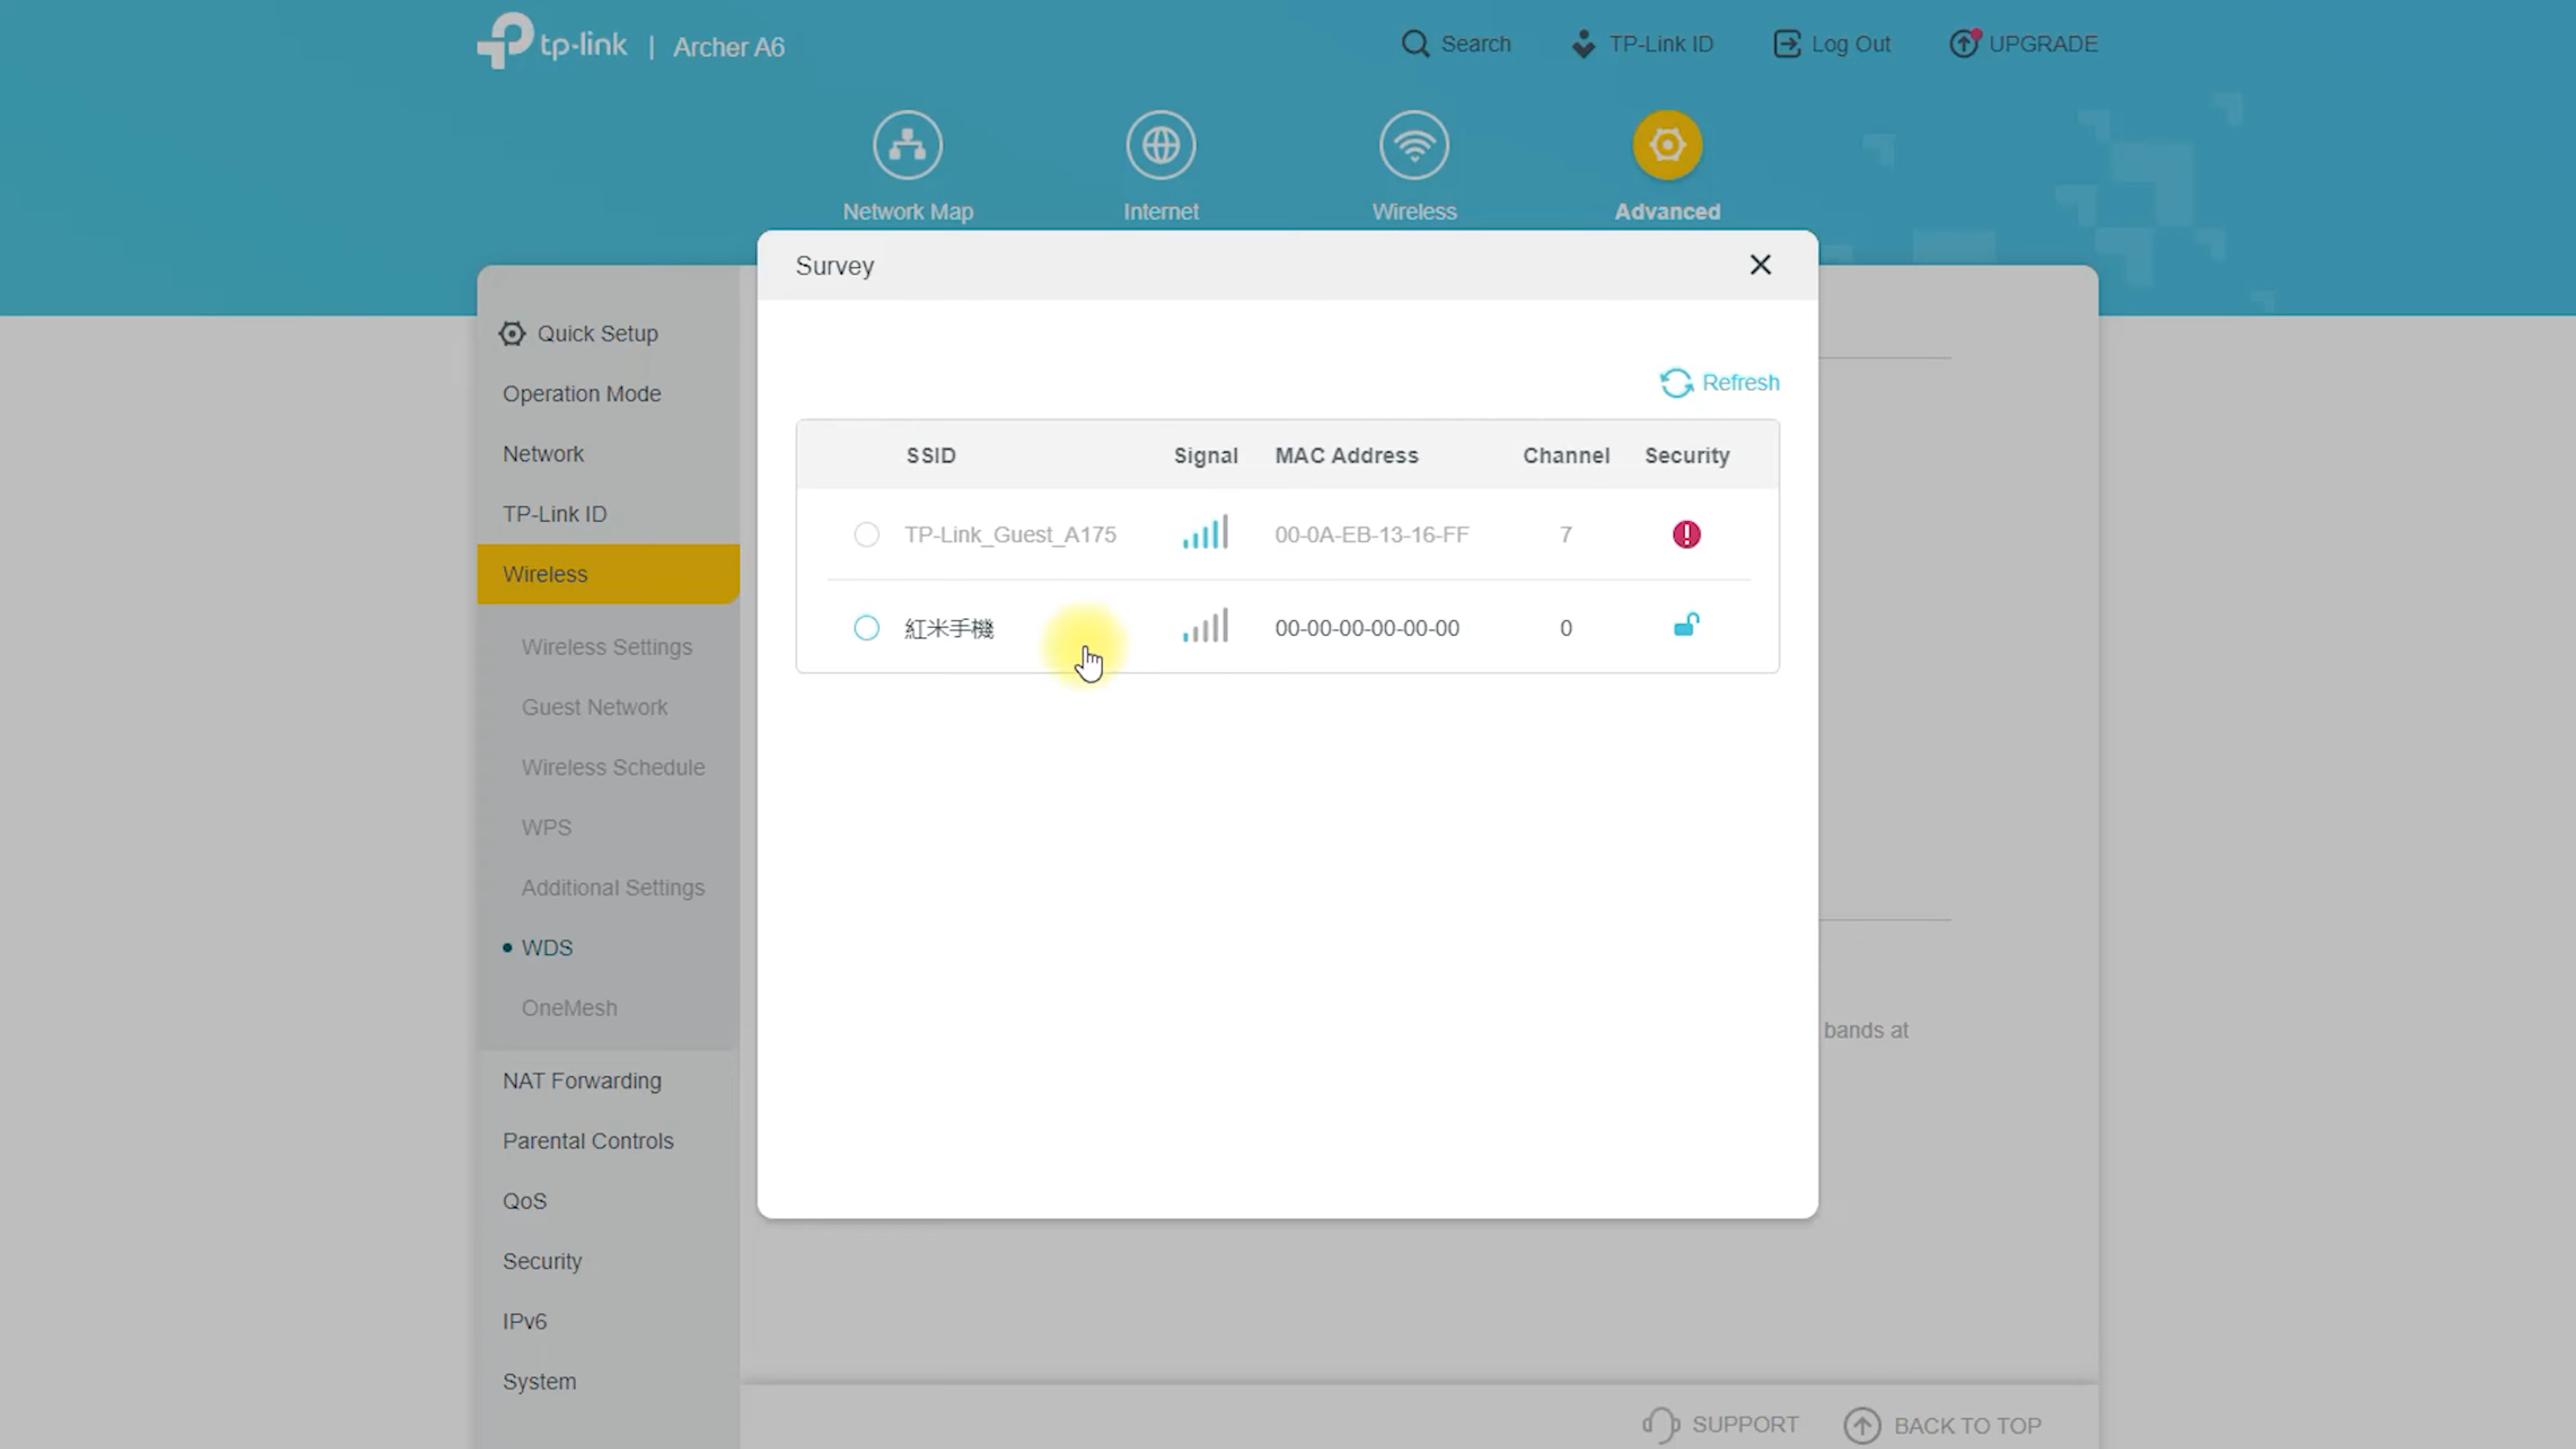 tp-link | Archer A6
Search TP-Link ID Log Out UPGRADE
Network Map Internet Wireless Advanced
Quick Setup
Operation Mode
Network
TP-Link ID
Wireless
Wireless Settings
Guest Network
Wireless Schedule
WPS
Additional Settings
WDS
OneMesh
NAT Forwarding
Parental Controls
QoS
Security
IPv6
System
Survey
Refresh
SSID Signal MAC Address Channel Security
TP-Link_Guest_A175 00-0A-EB-13-16-FF 7
紅米手機 00-00-00-00-00-00 0
bands at
SUPPORT BACK TO TOP